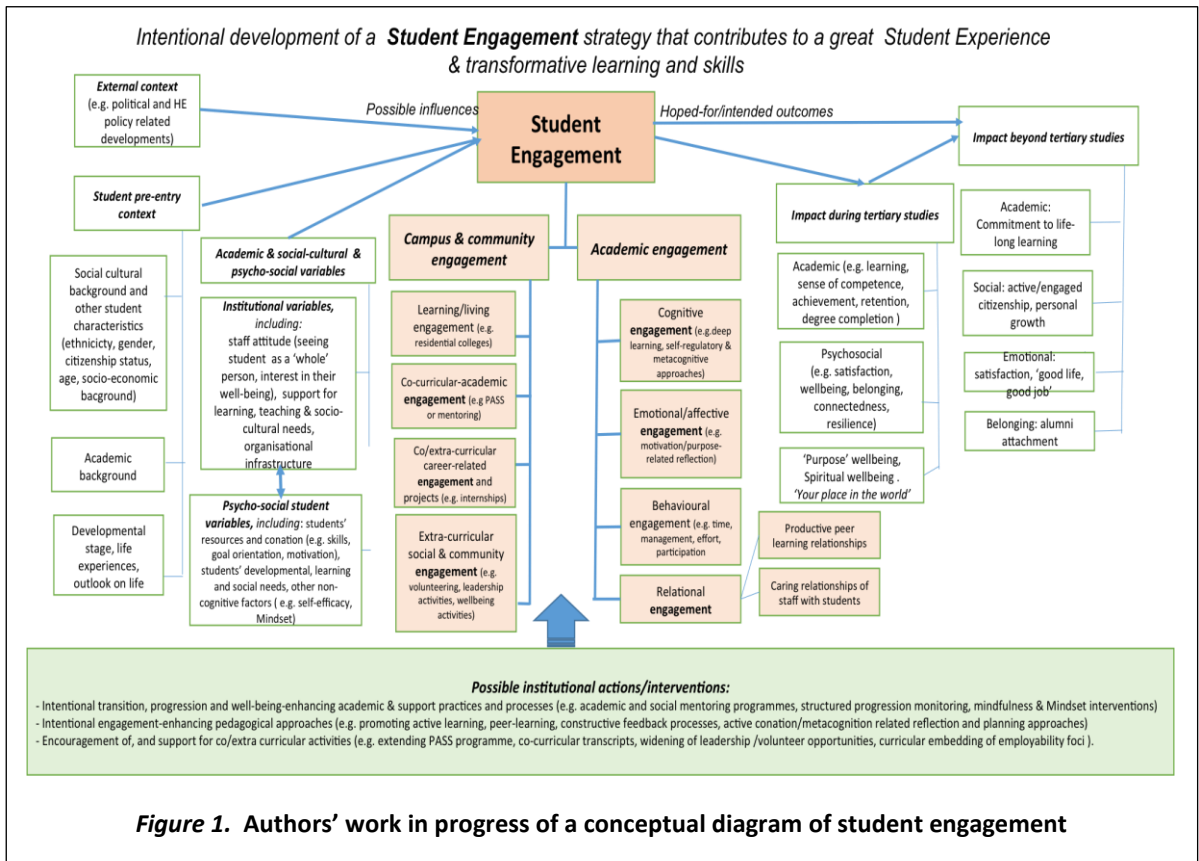 Intentional development of a Student Engagement strategy that contributes to a great Student Experience
& transformative learning and skills
External context
(e.g. political and HE
policy related
developments)
Possible influences
Student
Engagement
Hoped-for/intended outcomes
Impact beyond tertiary studies
Student pre-entry
context
Social cultural
background and
other student
characteristics
(ethnicicty, gender,
citizenship status,
age, socio-economic
bacground)
Academic
background
Developmental
stage, life
experiences,
outlook on life
Academic & social-cultural &
psycho-social variables
Institutional variables,
including:
staff attitude (seeing
student as a ‘whole’
person, interest in their
well-being), support for
learning, teaching & socio-
cultural needs,
organisational
infrastructure
Psycho-social student
variables, including: students’
resources and conation (e.g. skills,
goal orientation, motivation),
students’ developmental, learning
and social needs, other non-
cognitive factors ( e.g. self-efficacy,
Mindset)
Campus & community
engagement
Learning/living
engagement (e.g.
residential colleges)
Co-curricular-academic
engagement (e.g PASS
or mentoring)
Co/extra-curricular
career-related
engagement and
projects (e.g. internships)
Extra-curricular
social & community
engagement (e.g.
volunteering, leadership
activities, wellbeing
activities)
Academic engagement
Cognitive
engagement (e.g.deep
learning, self-regulatory &
metacognitive
approaches)
Emotional/affective
engagement (e.g.
motivation/purpose-
related reflection)
Behavioural
engagement (e.g. time,
management, effort,
participation
Relational
engagement
Productive peer
learning relationships
Caring relationships of
staff with students
Impact during tertiary studies
Academic (e.g. learning,
sense of competence,
achievement, retention,
degree completion )
Psychosocial
(e.g. satisfaction,
wellbeing, belonging,
connectedness,
resilience)
‘Purpose’ wellbeing,
Spiritual wellbeing .
‘Your place in the world’
Academic:
Commitment to life-
long learning
Social: active/engaged
citizenship, personal
growth
Emotional:
satisfaction, ‘good life,
good job’
Belonging: alumni
attachment
Possible institutional actions/interventions:
- Intentional transition, progression and well-being-enhancing academic & support practices and processes (e.g. academic and social mentoring programmes, structured progression monitoring, mindfulness & Mindset interventions)
- Intentional engagement-enhancing pedagogical approaches (e.g. promoting active learning, peer-learning, constructive feedback processes, active conation/metacognition related reflection and planning approaches)
- Encouragement of, and support for co/extra curricular activities (e.g. extending PASS programme, co-curricular transcripts, widening of leadership /volunteer opportunities, curricular embedding of employability foci ).
Figure 1. Authors’ work in progress of a conceptual diagram of student engagement